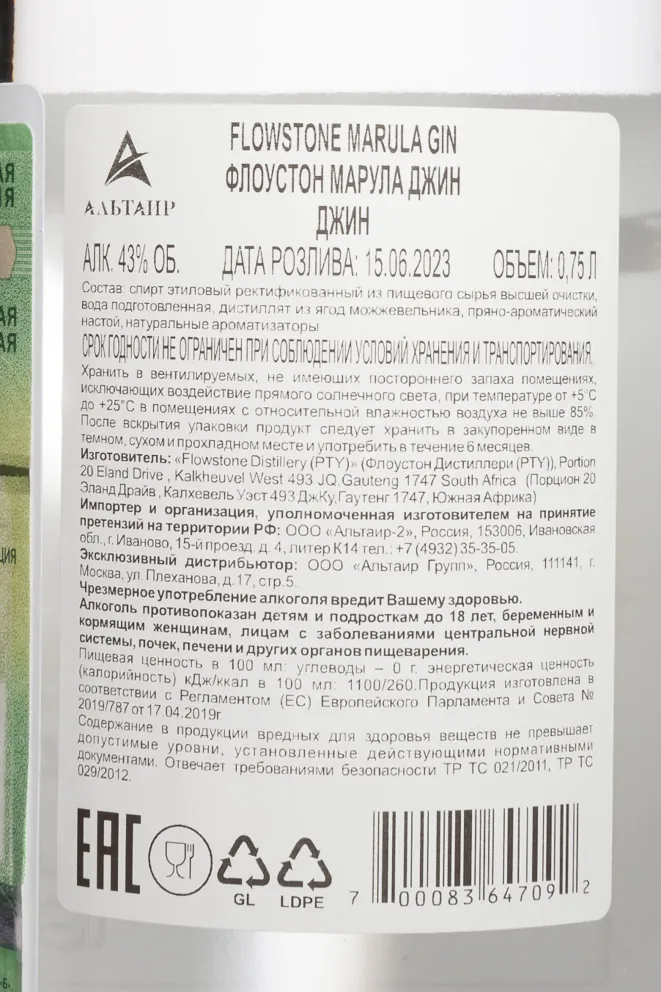 FLOWSTONE MARULA GIN
ФЛОУСТОН МАРУЛА ДЖИН
ДЖИН
АЛЬТАИР
АЛК. 43% ОБ. ДАТА РОЗЛИВА: 15.06.2023 ОБЪЕМ: 0,75 Л
Состав: спирт этиловый ректификованный из пищевого сырья высшей очистки,
вода подготовленная, дистиллят из ягод можжевельника, пряно-ароматический
настой, натуральные ароматизаторы
СРОК ГОДНОСТИ НЕ ОГРАНИЧЕН ПРИ СОБЛЮДЕНИИ УСЛОВИЙ ХРАНЕНИЯ И ТРАНСПОРТИРОВАНИЯ.
Хранить в вентилируемых, не имеющих постороннего запаха помещениях,
исключающих воздействие прямого солнечного света, при температуре от +5°С
до +25°С в помещениях с относительной влажностью воздуха не выше 85%.
После вскрытия упаковки продукт следует хранить в закупоренном виде в
темном, сухом и прохладном месте и употребить в течение 6 месяцев.
Изготовитель: «Flowstone Distillery (PTY)» (Флоустон Дистиллери (PTY)), Portion
20 Eland Drive , Kalkheuvel West 493 JQ,Gauteng 1747 South Africa (Порцион 20
Эланд Драйв , Калхевель Уэст 493 ДжКу, Гаутенг 1747, Южная Африка)
Импортер и организация, уполномоченная изготовителем на принятие
претензий на территории РФ: ООО «Альтаир-2», Россия, 153006, Ивановская
обл., г. Иваново, 15-й проезд. д. 4, литер К14 тел.: +7 (4932) 35-35-05.
Эксклюзивный дистрибьютор: ООО «Альтаир Групп», Россия, 111141, г.
Москва, ул. Плеханова, д.17, стр.5.
Чрезмерное употребление алкоголя вредит Вашему здоровью.
Алкоголь противопоказан детям и подросткам до 18 лет, беременным и
кормящим женщинам, лицам с заболеваниями центральной нервной
системы, почек, печени и других органов пищеварения.
Пищевая ценность в 100 мл: углеводы – 0 г. энергетическая ценность
(калорийность) кДж/ккал в 100 мл: 1100/260.Продукция изготовлена в
соответствии с Регламентом (ЕС) Европейского Парламента и Совета №
2019/787 от 17.04.2019г.
Содержание в продукции вредных для здоровья веществ не превышает
допустимые уровни, установленные действующими нормативными
документами. Отвечает требованиями безопасности ТР ТС 021/2011, ТР ТС
029/2012.
EAC
GL LDPE
7 00083 64709 2